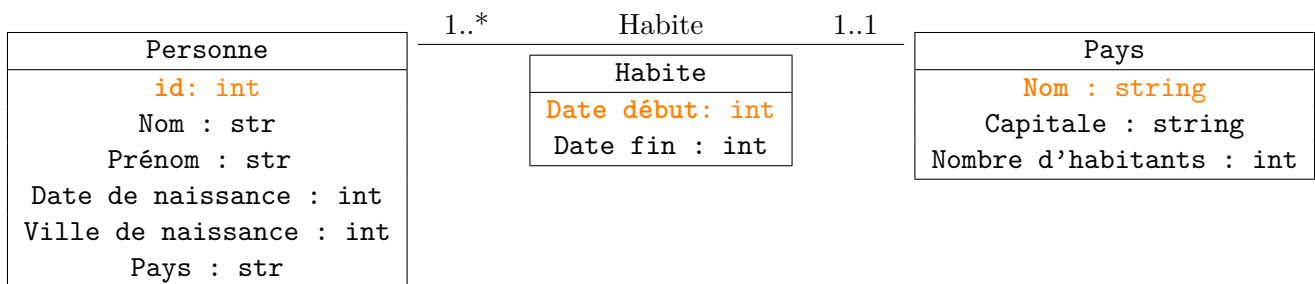 1..* Habite 1..1
Personne
id: int
Nom : str
Prénom : str
Date de naissance : int
Ville de naissance : int
Pays : str
Habite
Date début: int
Date fin : int
Pays
Nom : string
Capitale : string
Nombre d'habitants : int